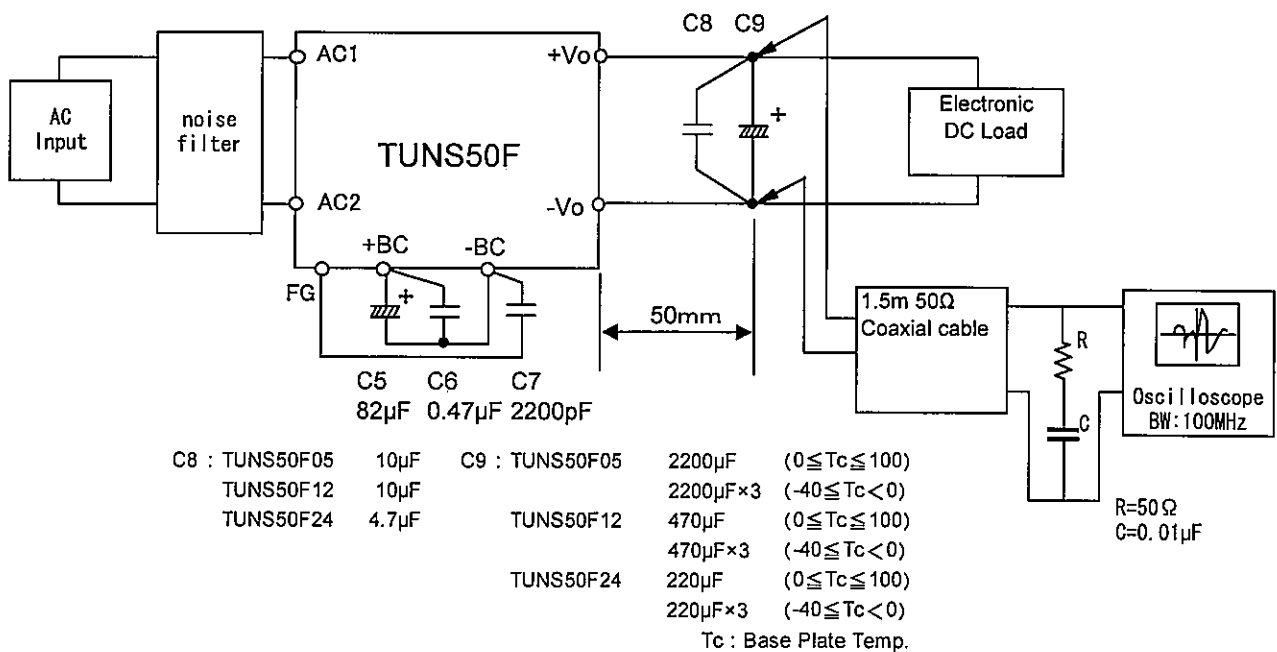 C8 C9
AC1
+Vo
AC
Input
noise
filter
Electronic
DC Load
+
TUNS50F
AC2
-Vo
+BC -BC
FG
+
50mm
1.5m 50Ω
Coaxial cable
R
C
Oscilloscope
BW:100MHz
C5 C6 C7
82μF 0.47μF 2200pF
R=50Ω
C=0.01μF
C8 : TUNS50F05 10μF C9 : TUNS50F05 2200μF (0≦Tc≦100)
TUNS50F12 10μF 2200μF×3 (-40≦Tc<0)
TUNS50F24 4.7μF TUNS50F12 470μF (0≦Tc≦100)
470μF×3 (-40≦Tc<0)
TUNS50F24 220μF (0≦Tc≦100)
220μF×3 (-40≦Tc<0)
Tc : Base Plate Temp.